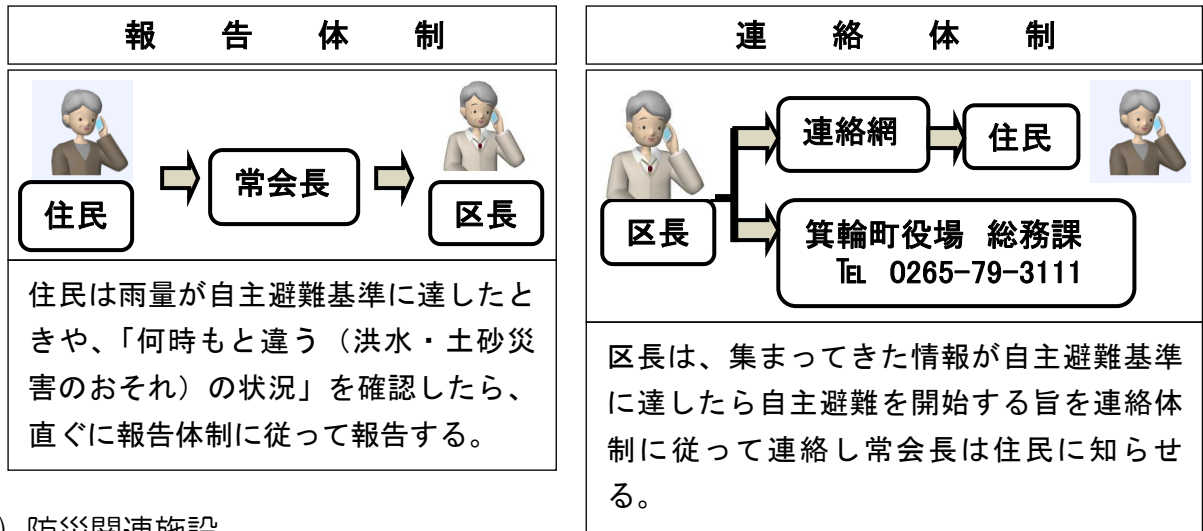 報告体制
住民
常会長
区長
住民は雨量が自主避難基準に達したと
きや、「何時もと違う（洪水・土砂災
害のおそれ）の状況」を確認したら、
直ぐに報告体制に従って報告する。
連絡体制
区長
連絡網
住民
箕輪町役場 総務課
℡ 0265-79-3111
区長は、集まってきた情報が自主避難基準
に達したら自主避難を開始する旨を連絡体
制に従って連絡し常会長は住民に知らせ
る。
）防災関連施設